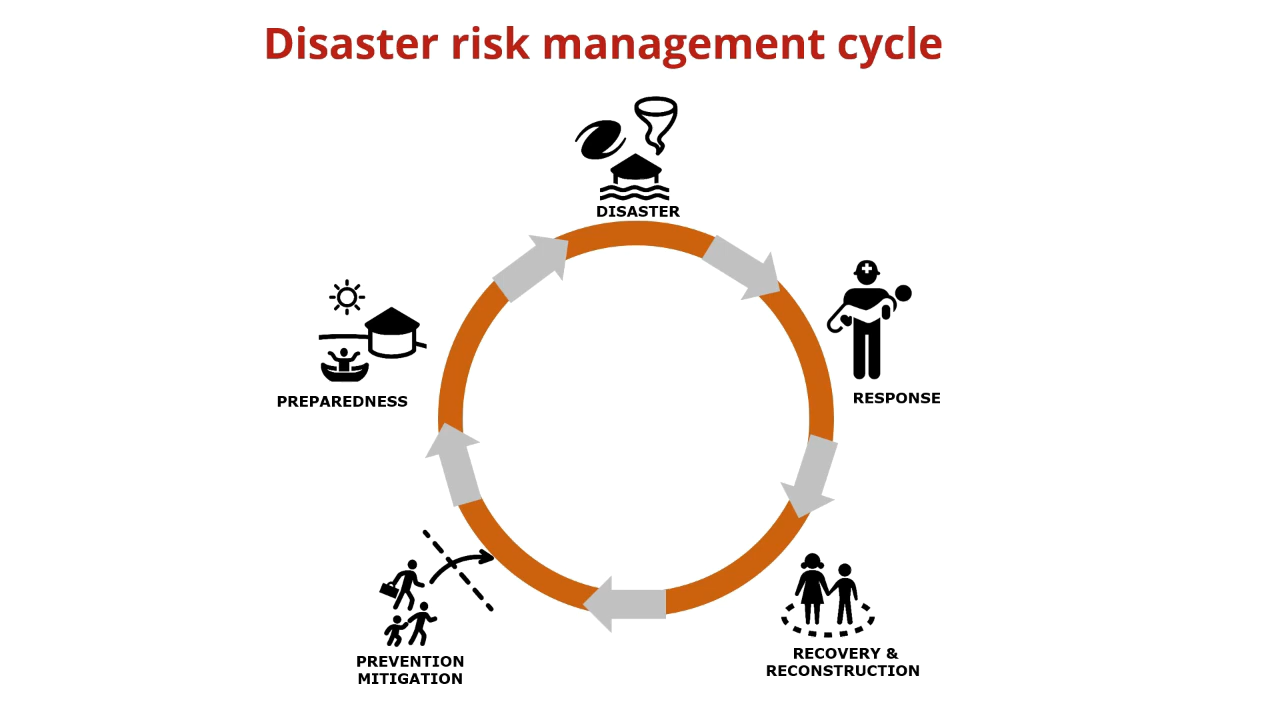 Disaster risk management cycle
DISASTER
RESPONSE
PREPAREDNESS
RECOVERY &
RECONSTRUCTION
PREVENTION
MITIGATION